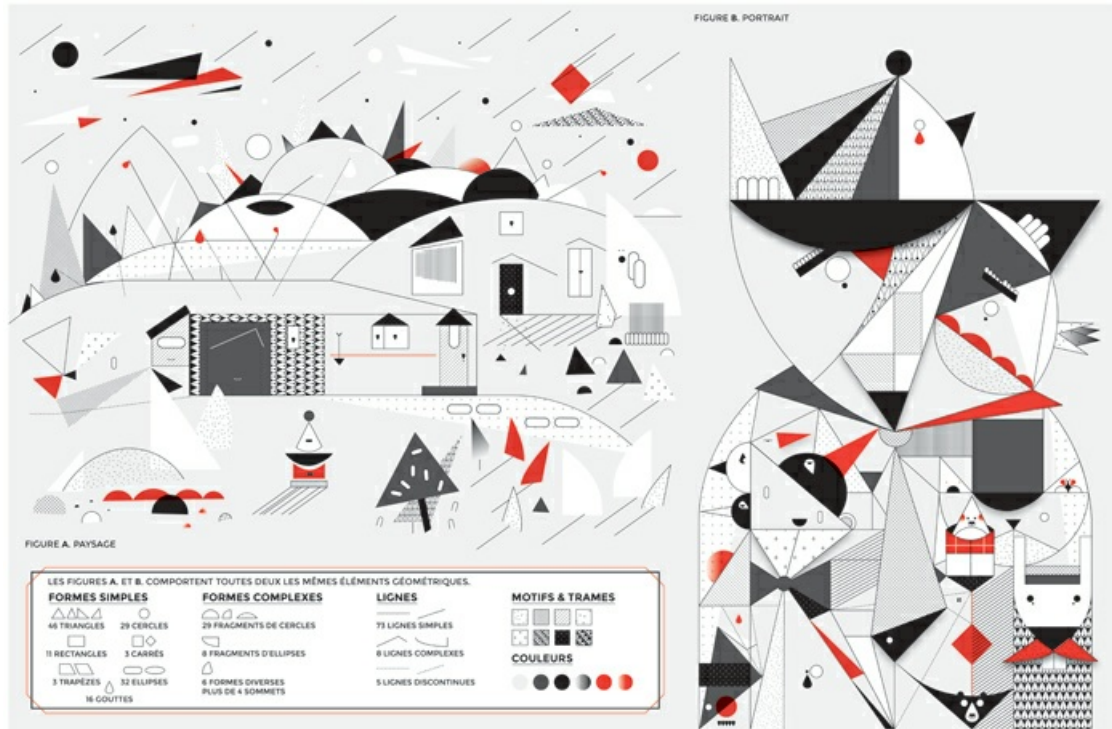 FIGURE B. PORTRAIT
FIGURE A. PAYSAGE
LES FIGURES A. ET B. COMPORTENT TOUTES DEUX LES MÊMES ÉLÉMENTS GÉOMÉTRIQUES.
FORMES SIMPLES
46 TRIANGLES 29 CERCLES
11 RECTANGLES 3 CARRÉS
3 TRAPÈZES 32 ELLIPSES
16 GOUTTES
FORMES COMPLEXES
29 FRAGMENTS DE CERCLES
8 FRAGMENTS D'ELLIPSES
6 FORMES DIVERSES
PLUS DE 4 SOMMETS
LIGNES
73 LIGNES SIMPLES
8 LIGNES COMPLEXES
5 LIGNES DISCONTINUES
MOTIFS & TRAMES
COULEURS